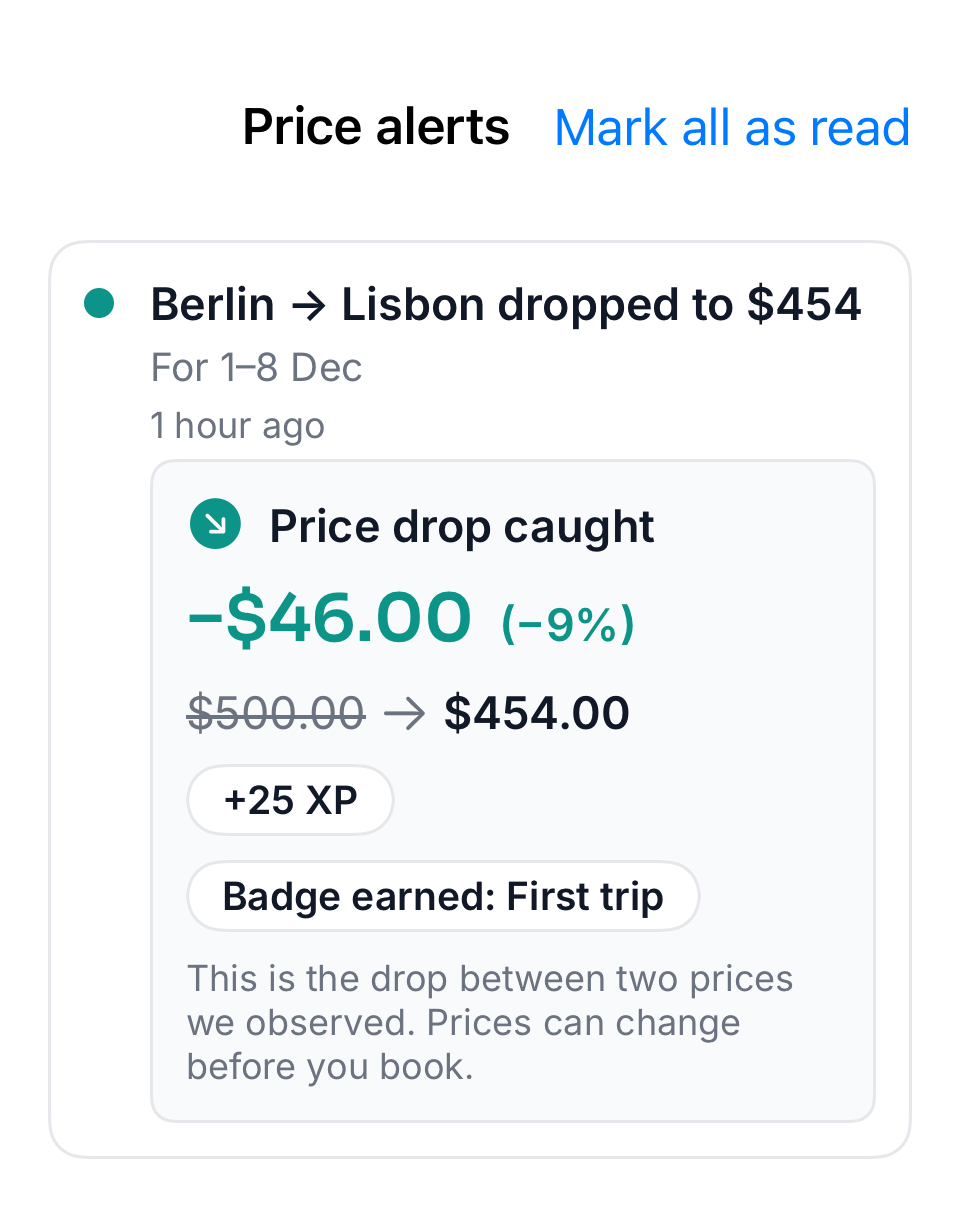 Price alerts Mark all as read
Berlin → Lisbon dropped to $454
For 1–8 Dec
1 hour ago
Price drop caught
−$46.00 (−9%)
$500.00 → $454.00
+25 XP
Badge earned: First trip
This is the drop between two prices
we observed. Prices can change
before you book.